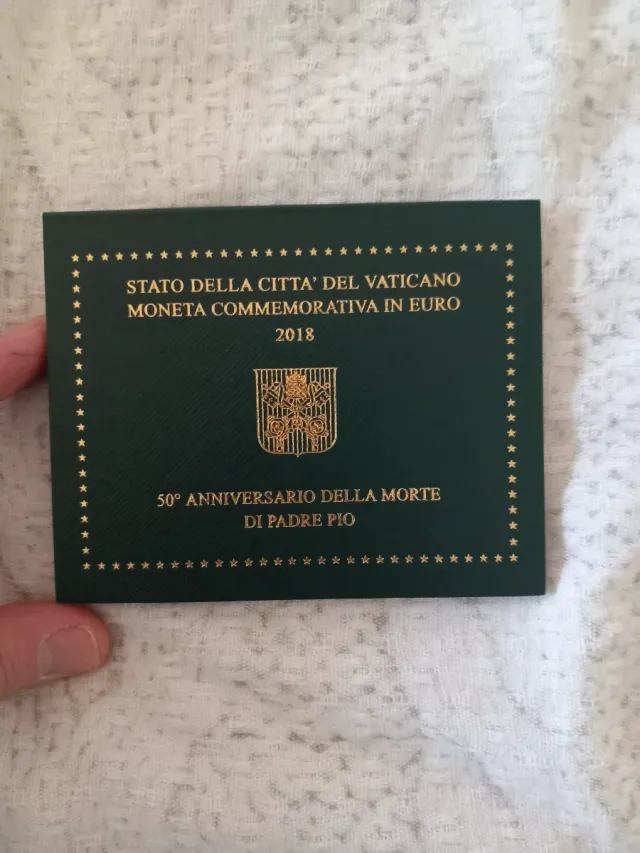 STATO DELLA CITTA' DEL VATICANO
MONETA COMMEMORATIVA IN EURO
2018
50° ANNIVERSARIO DELLA MORTE
DI PADRE PIO